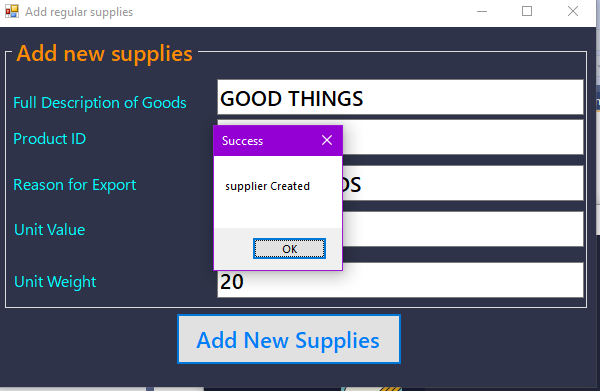 Add regular supplies
Add new supplies
Full Description of Goods
GOOD THINGS
Product ID
Success
Reason for Export
supplier Created
Unit Value
OK
Unit Weight
20
Add New Supplies